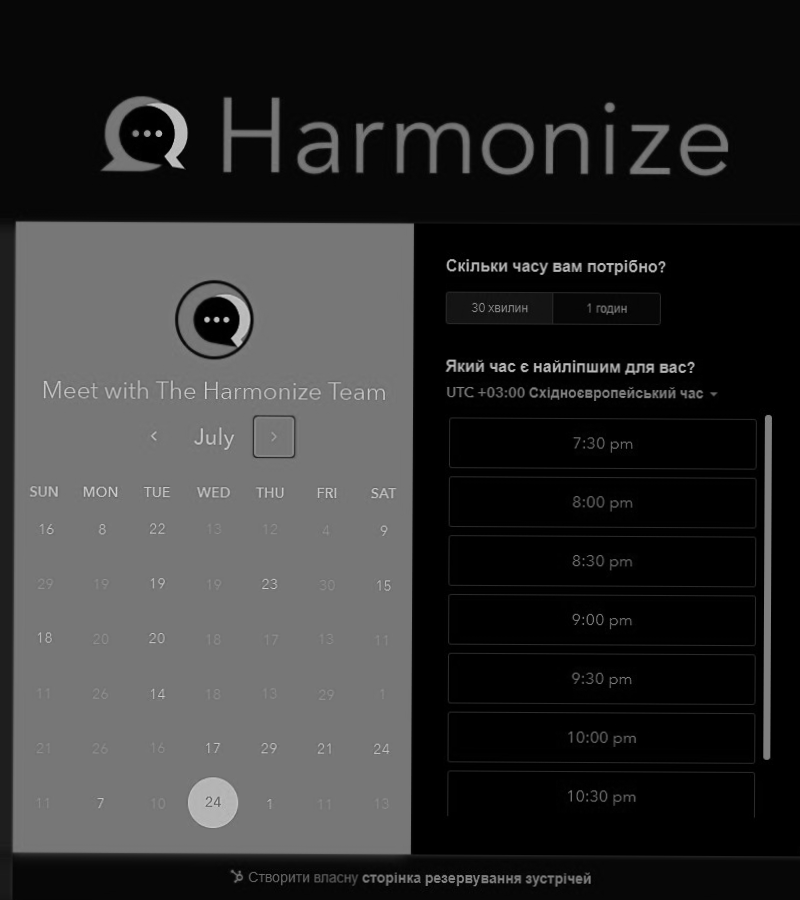 Harmonize
Meet with The Harmonize Team
July
SUN MON TUE WED THU FRI SAT
16 8 22 13 12 4 9
29 19 19 19 23 30 15
18 20 20 18 17 13 11
11 26 14 18 13 29 1
21 26 16 17 29 21 24
11 7 10 24 1 11 13
Скільки часу вам потрібно?
30 хвилин 1 годин
Який час є найліпшим для вас?
UTC +03:00 Східноєвропейський час
7:30 pm
8:00 pm
8:30 pm
9:00 pm
9:30 pm
10:00 pm
10:30 pm
Створити власну сторінка резервування зустрічей